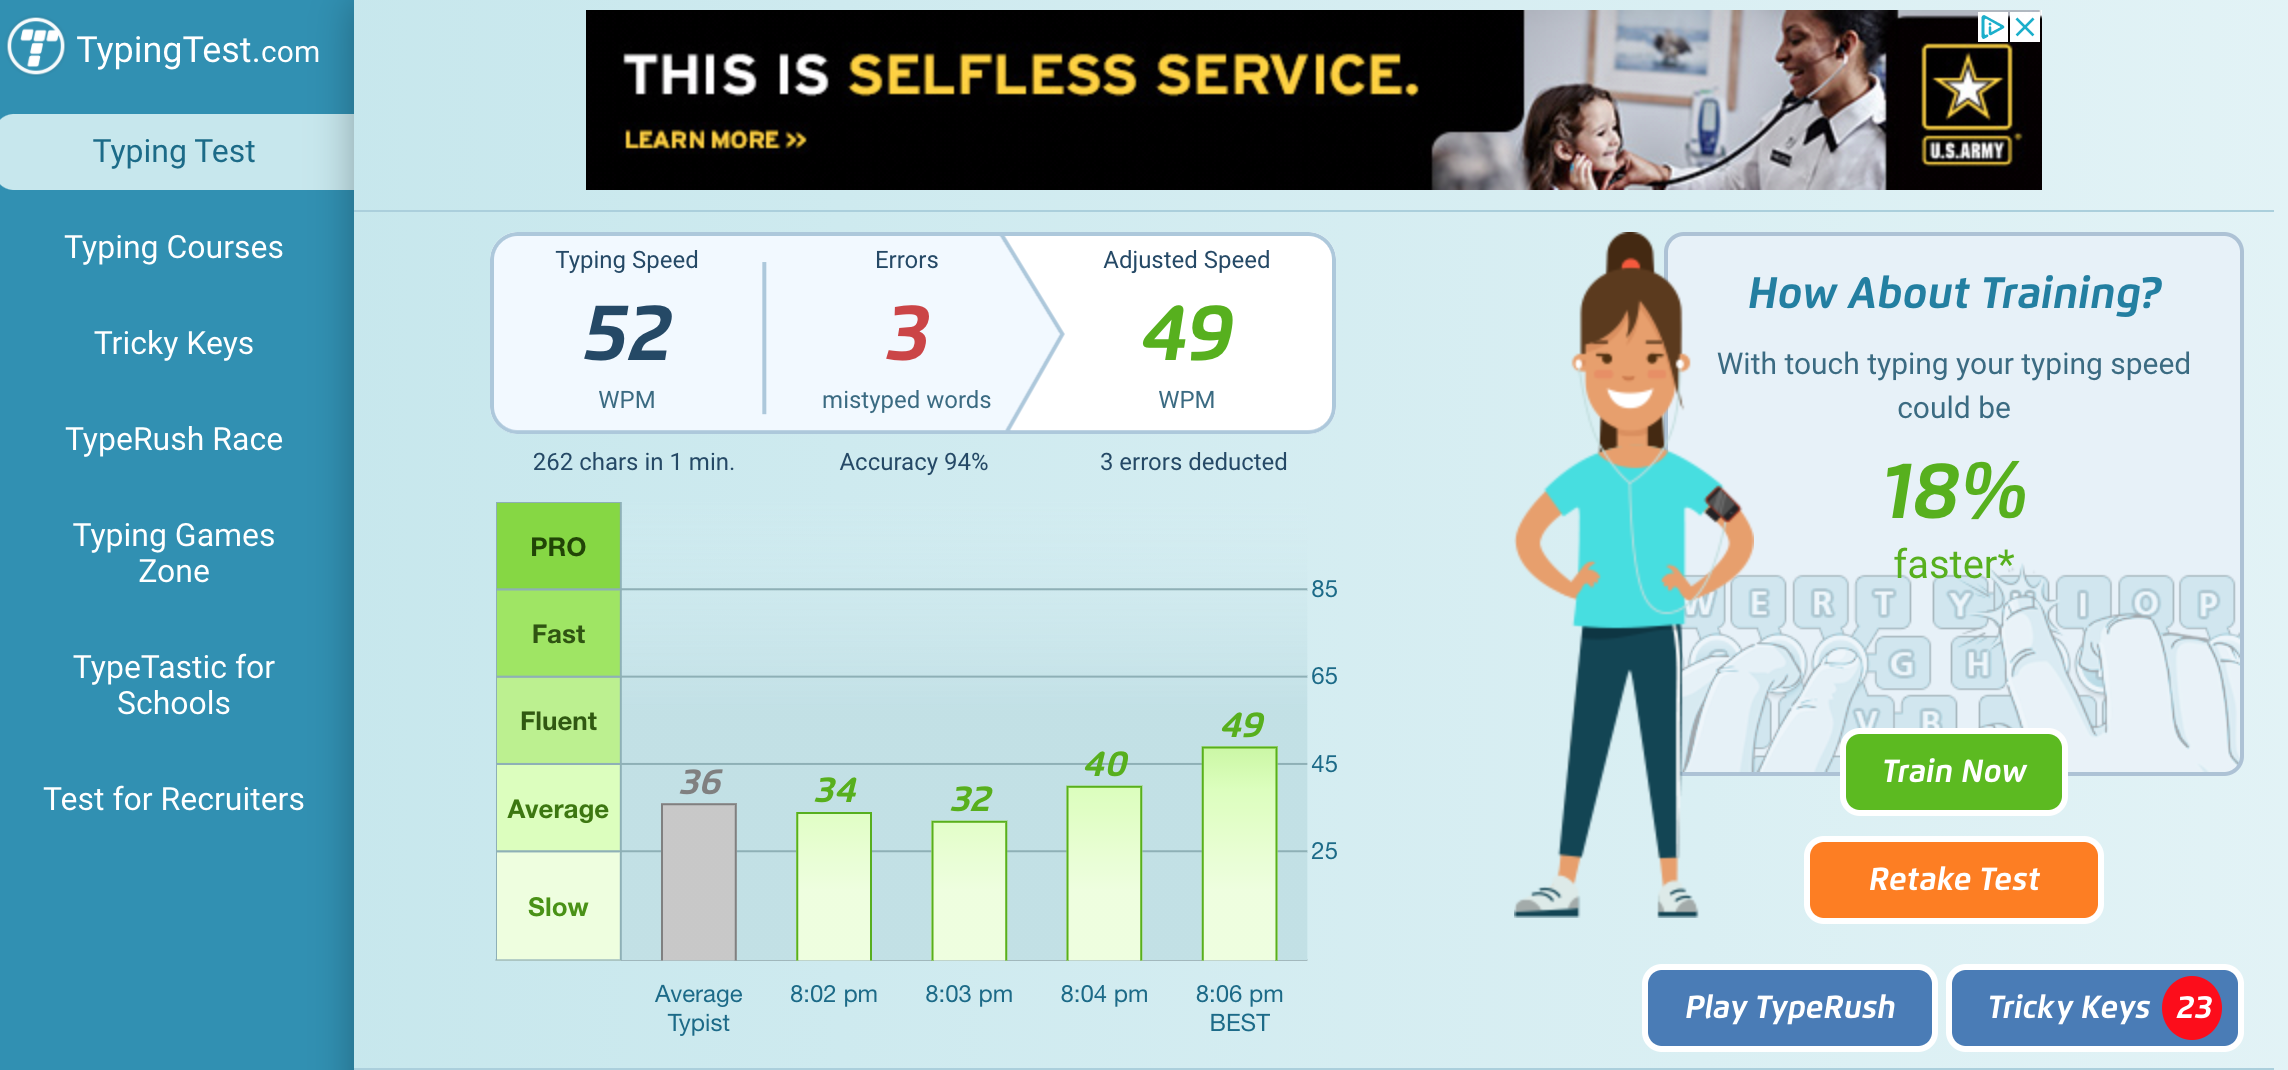 TypingTest.com
Typing Test
Typing Courses
Tricky Keys
TypeRush Race
Typing Games
Zone
TypeTastic for
Schools
Test for Recruiters
THIS IS SELFLESS SERVICE.
LEARN MORE >>
U.S.ARMY
Typing Speed
52
WPM
Errors
3
mistyped words
Adjusted Speed
49
WPM
262 chars in 1 min.
Accuracy 94%
3 errors deducted
PRO
Fast
Fluent
Average
Slow
85
65
45
25
36
34
32
40
49
Average
Typist
8:02 pm
8:03 pm
8:04 pm
8:06 pm
BEST
How About Training?
With touch typing your typing speed
could be
18%
faster*
W E R T Y I O P
G H
V B
Train Now
Retake Test
Play TypeRush
Tricky Keys 23